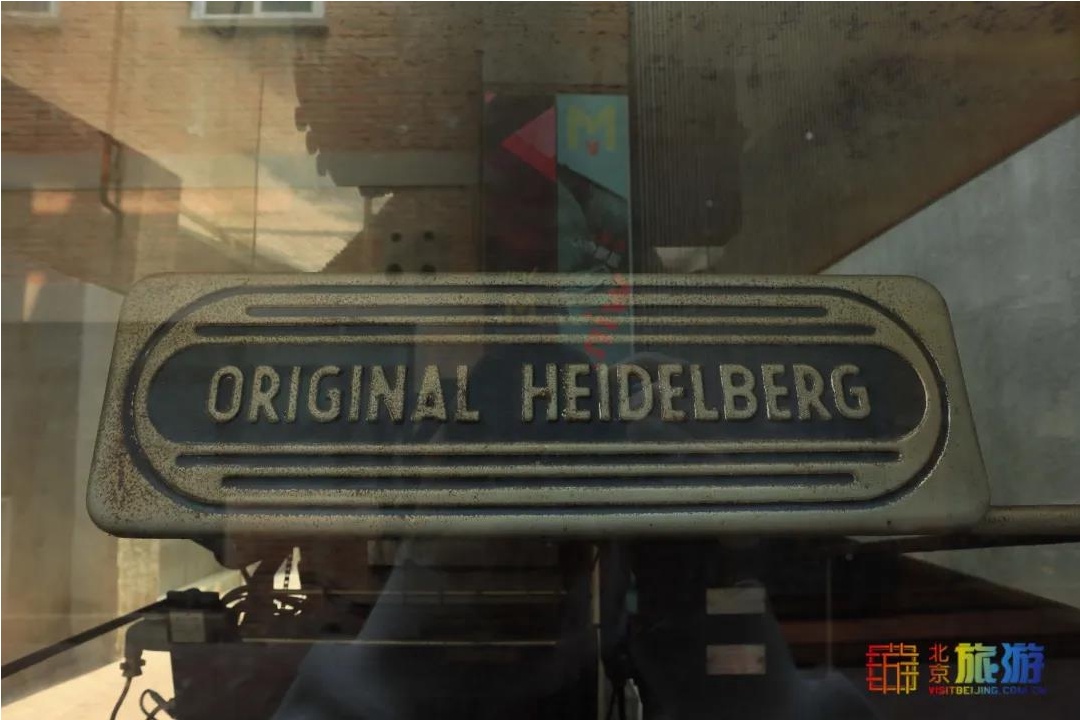 M
ORIGINAL HEIDELBERG
北京 旅游
VISITBEIJING.COM.CN